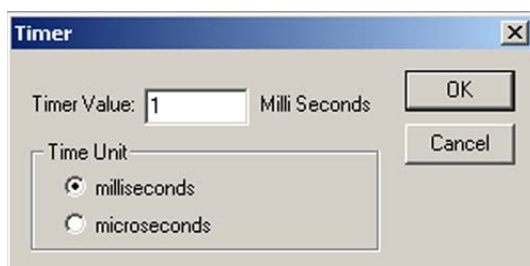 Timer
Timer Value: 1 Milli Seconds
OK
Cancel
Time Unit
milliseconds
microseconds